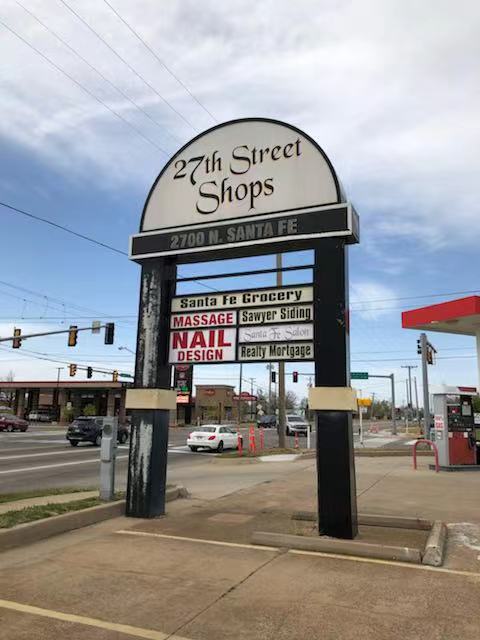 27th Street
Shops
2700 N. SANTA FE
Santa Fe Grocery
MASSAGE
Sawyer Siding
NAIL
DESIGN
Santa Fe Salon
Realty Mortgage